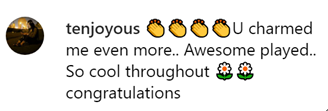 tenjoyous 👏👏👏👏U charmed
me even more.. Awesome played..
So cool throughout 🌼🌼
congratulations